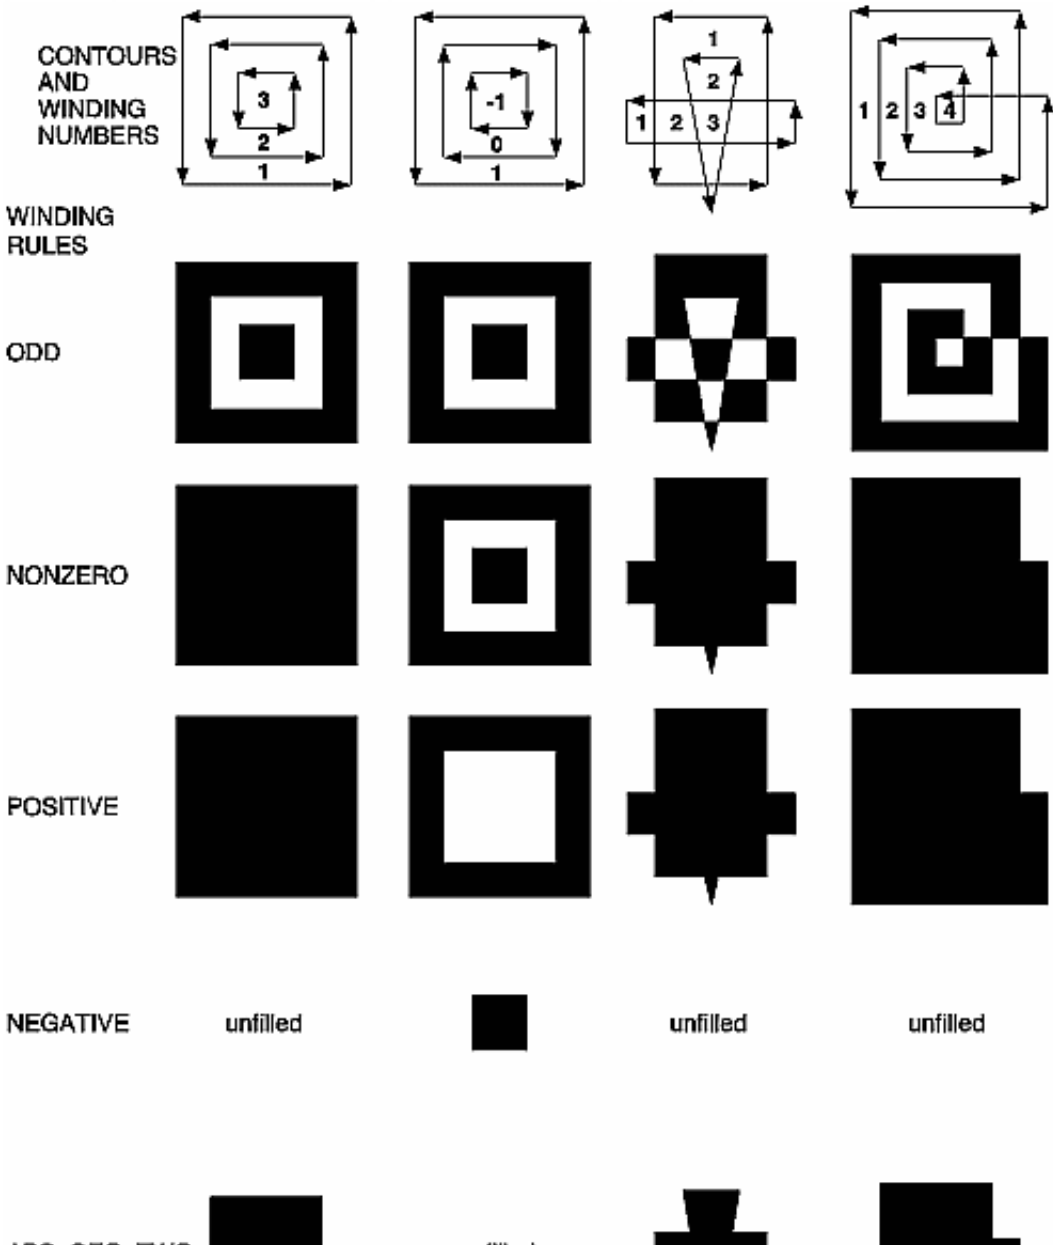 CONTOURS
AND
WINDING
NUMBERS
3
2
1
-1
0
1
1
2
1 2 3
1 2 3 4
WINDING
RULES
ODD
NONZERO
POSITIVE
NEGATIVE unfilled unfilled unfilled